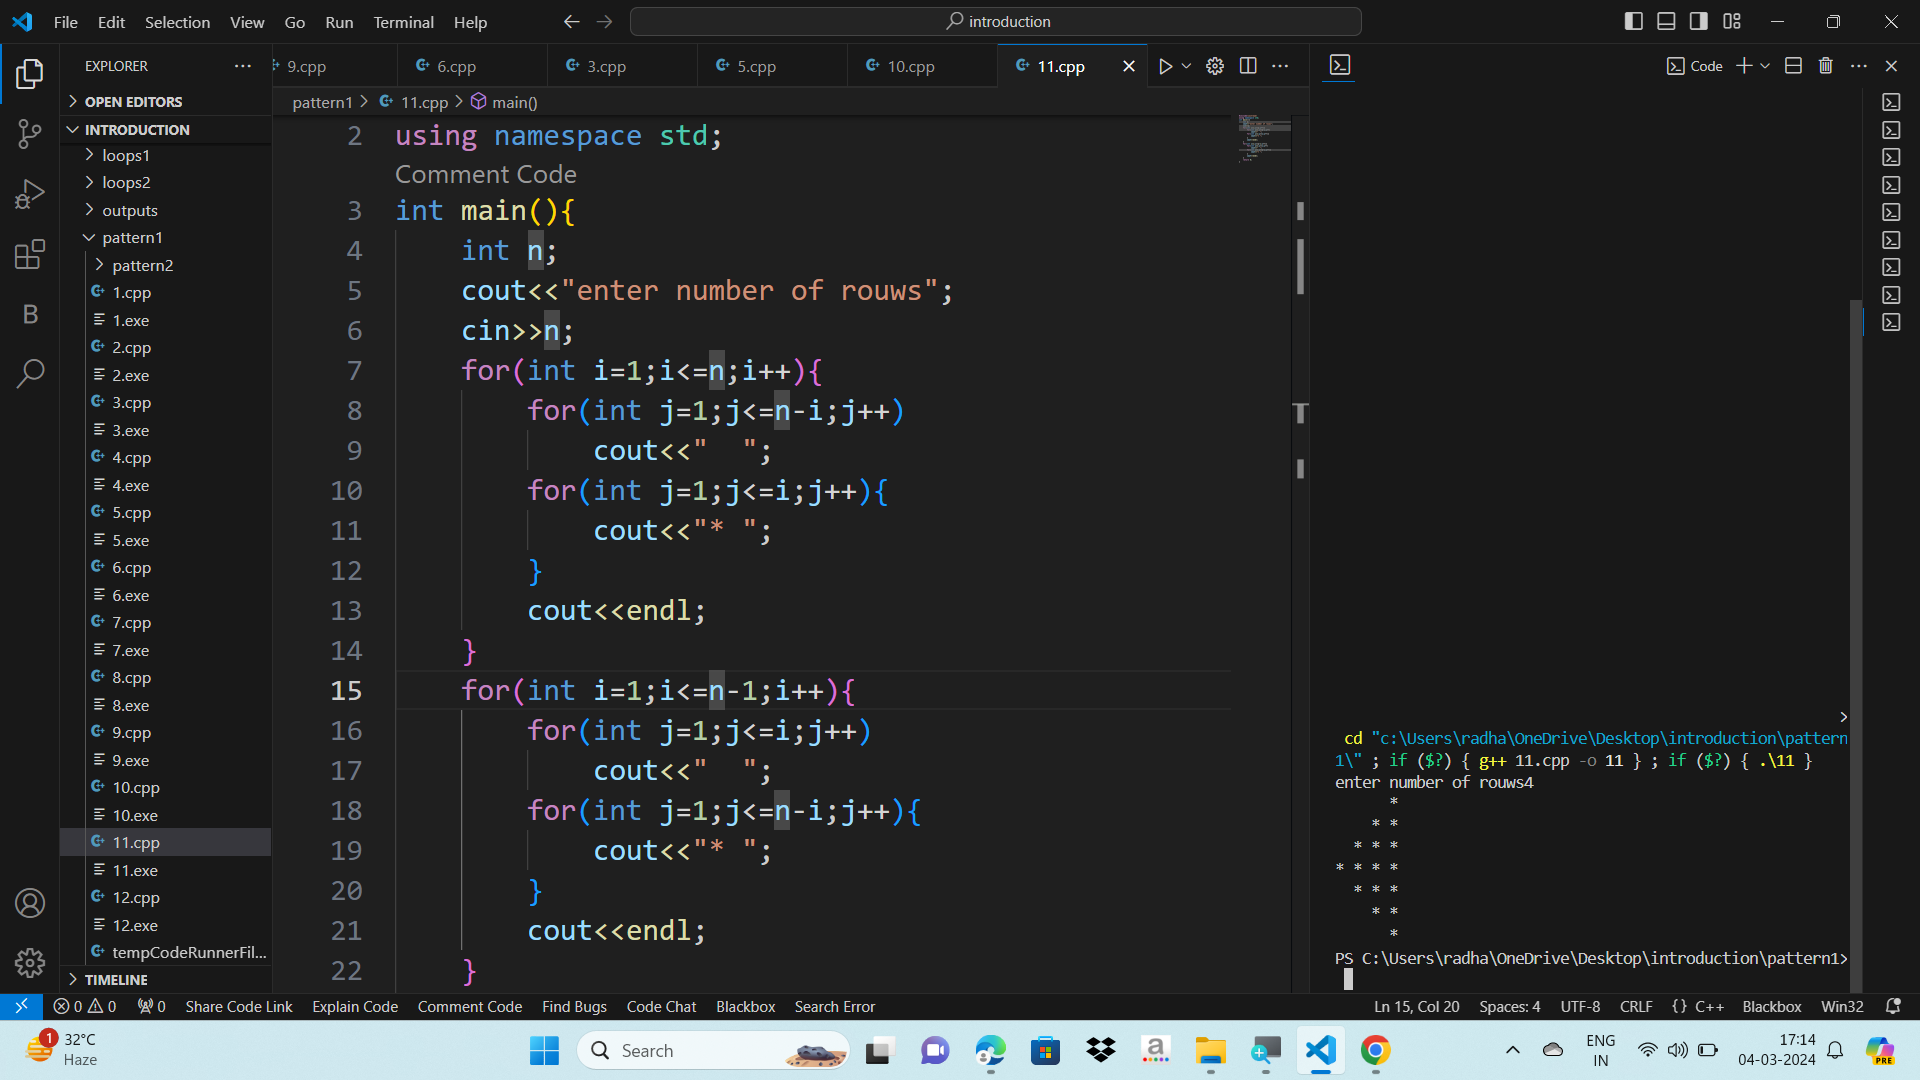 File Edit Selection View Go Run Terminal Help
introduction
EXPLORER
9.cpp 6.cpp 3.cpp 5.cpp 10.cpp 11.cpp
Code
OPEN EDITORS
INTRODUCTION
loops1
loops2
outputs
pattern1
pattern2
1.cpp
1.exe
2.cpp
2.exe
3.cpp
3.exe
4.cpp
4.exe
5.cpp
5.exe
6.cpp
6.exe
7.cpp
7.exe
8.cpp
8.exe
9.cpp
9.exe
10.cpp
10.exe
11.cpp
11.exe
12.cpp
12.exe
tempCodeRunnerFil...
TIMELINE
pattern1 > 11.cpp > main()
2 using namespace std;
Comment Code
3 int main(){
4 int n;
5 cout<<"enter number of rouws";
6 cin>>n;
7 for(int i=1;i<=n;i++){
8 for(int j=1;j<=n-i;j++)
9 cout<<"  ";
10 for(int j=1;j<=i;j++){
11 cout<<"* ";
12 }
13 cout<<endl;
14 }
15 for(int i=1;i<=n-1;i++){
16 for(int j=1;j<=i;j++)
17 cout<<"  ";
18 for(int j=1;j<=n-i;j++){
19 cout<<"* ";
20 }
21 cout<<endl;
22 }
>
cd "c:\Users\radha\OneDrive\Desktop\introduction\pattern
1\" ; if ($?) { g++ 11.cpp -o 11 } ; if ($?) { .\11 }
enter number of rouws4
*
* *
* * *
* * * *
* * *
* *
*
PS C:\Users\radha\OneDrive\Desktop\introduction\pattern1>
0 0 0 Share Code Link Explain Code Comment Code Find Bugs Code Chat Blackbox Search Error Ln 15, Col 20 Spaces: 4 UTF-8 CRLF {} C++ Blackbox Win32
1
32°C
Haze
Search
a
ENG
IN
17:14
04-03-2024
PRE